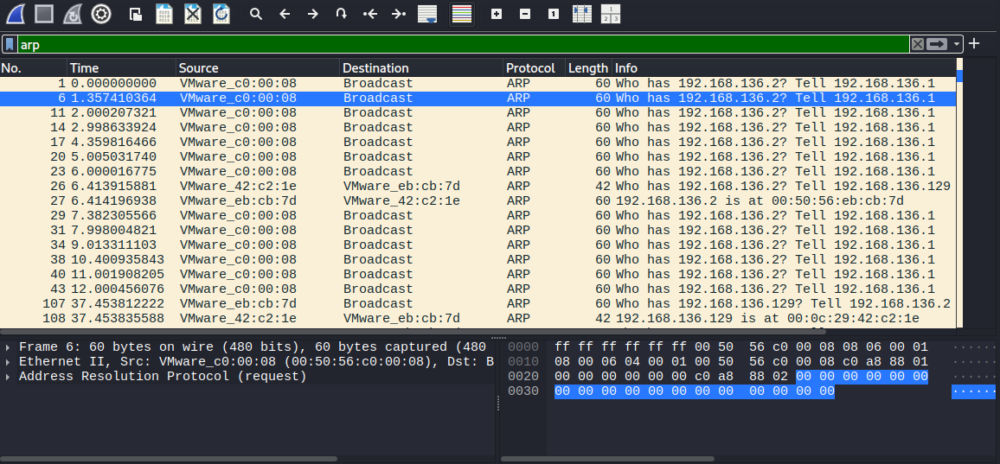 arp
No. Time Source Destination Protocol Length Info
1 0.000000000 VMware_c0:00:08 Broadcast ARP 60 Who has 192.168.136.2? Tell 192.168.136.1
6 1.357410364 VMware_c0:00:08 Broadcast ARP 60 Who has 192.168.136.2? Tell 192.168.136.1
11 2.000207321 VMware_c0:00:08 Broadcast ARP 60 Who has 192.168.136.2? Tell 192.168.136.1
14 2.998633924 VMware_c0:00:08 Broadcast ARP 60 Who has 192.168.136.2? Tell 192.168.136.1
17 4.359816466 VMware_c0:00:08 Broadcast ARP 60 Who has 192.168.136.2? Tell 192.168.136.1
20 5.005031740 VMware_c0:00:08 Broadcast ARP 60 Who has 192.168.136.2? Tell 192.168.136.1
23 6.000016775 VMware_c0:00:08 Broadcast ARP 60 Who has 192.168.136.2? Tell 192.168.136.1
26 6.413915881 VMware_42:c2:1e VMware_eb:cb:7d ARP 42 Who has 192.168.136.2? Tell 192.168.136.129
27 6.414196938 VMware_eb:cb:7d VMware_42:c2:1e ARP 60 192.168.136.2 is at 00:50:56:eb:cb:7d
29 7.382305566 VMware_c0:00:08 Broadcast ARP 60 Who has 192.168.136.2? Tell 192.168.136.1
31 7.998004821 VMware_c0:00:08 Broadcast ARP 60 Who has 192.168.136.2? Tell 192.168.136.1
34 9.013311103 VMware_c0:00:08 Broadcast ARP 60 Who has 192.168.136.2? Tell 192.168.136.1
38 10.400935843 VMware_c0:00:08 Broadcast ARP 60 Who has 192.168.136.2? Tell 192.168.136.1
40 11.001908205 VMware_c0:00:08 Broadcast ARP 60 Who has 192.168.136.2? Tell 192.168.136.1
43 12.000456076 VMware_c0:00:08 Broadcast ARP 60 Who has 192.168.136.2? Tell 192.168.136.1
107 37.453812222 VMware_eb:cb:7d Broadcast ARP 60 Who has 192.168.136.129? Tell 192.168.136.2
108 37.453835588 VMware_42:c2:1e VMware_eb:cb:7d ARP 42 192.168.136.129 is at 00:0c:29:42:c2:1e
Frame 6: 60 bytes on wire (480 bits), 60 bytes captured (480
Ethernet II, Src: VMware_c0:00:08 (00:50:56:c0:00:08), Dst: B
Address Resolution Protocol (request)
0000 ff ff ff ff ff ff 00 50 56 c0 00 08 08 06 00 01 ······
0010 08 00 06 04 00 01 00 50 56 c0 00 08 c0 a8 88 01 ······
0020 00 00 00 00 00 00 c0 a8 88 02 00 00 00 00 00 00 ······
0030 00 00 00 00 00 00 00 00 00 00 00 00 ······